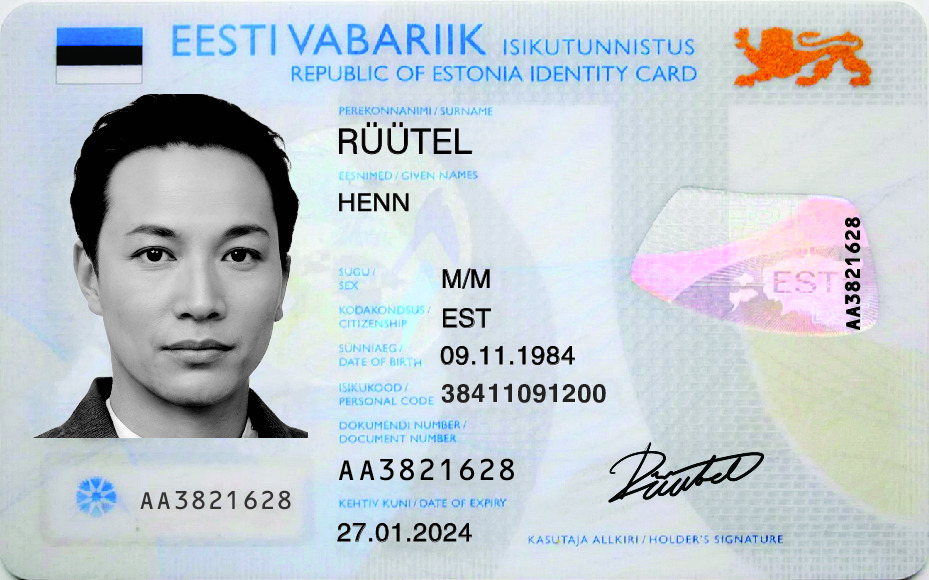 EESTI VABARIIK ISIKUTUNNISTUS
REPUBLIC OF ESTONIA IDENTITY CARD
PEREKONNANIMI / SURNAME
RÜÜTEL
EESNIMED / GIVEN NAMES
HENN
SUGU /
SEX
M/M
KODAKONDSUS /
CITIZENSHIP
EST
SÜNNIAEG /
DATE OF BIRTH
09.11.1984
ISIKUKOOD /
PERSONAL CODE
38411091200
DOKUMENDI NUMBER /
DOCUMENT NUMBER
AA3821628
KEHTIV KUNI / DATE OF EXPIRY
27.01.2024
AA3821628
EST
AA3821628
Rüütel
KASUTAJA ALLKIRI / HOLDER'S SIGNATURE